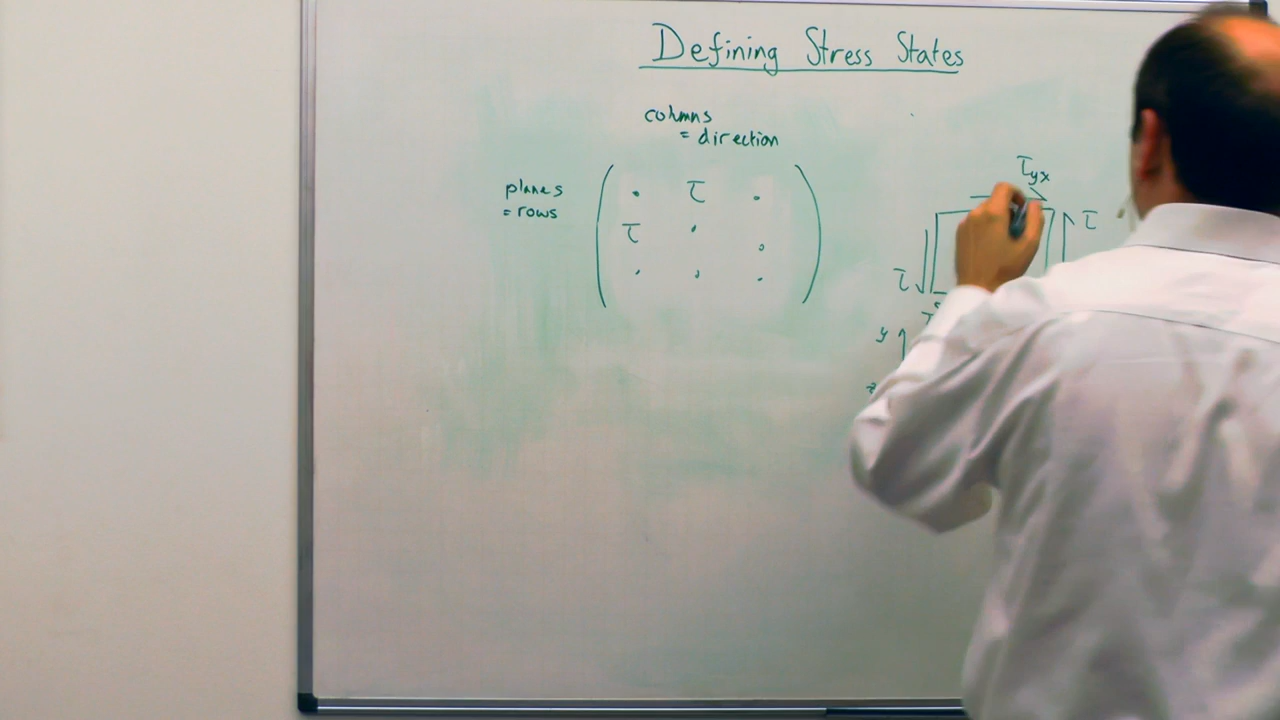 Defining Stress States
columns
= direction
planes
= rows
. τ .
τ . .
. . .
τyx
τ
τ
y